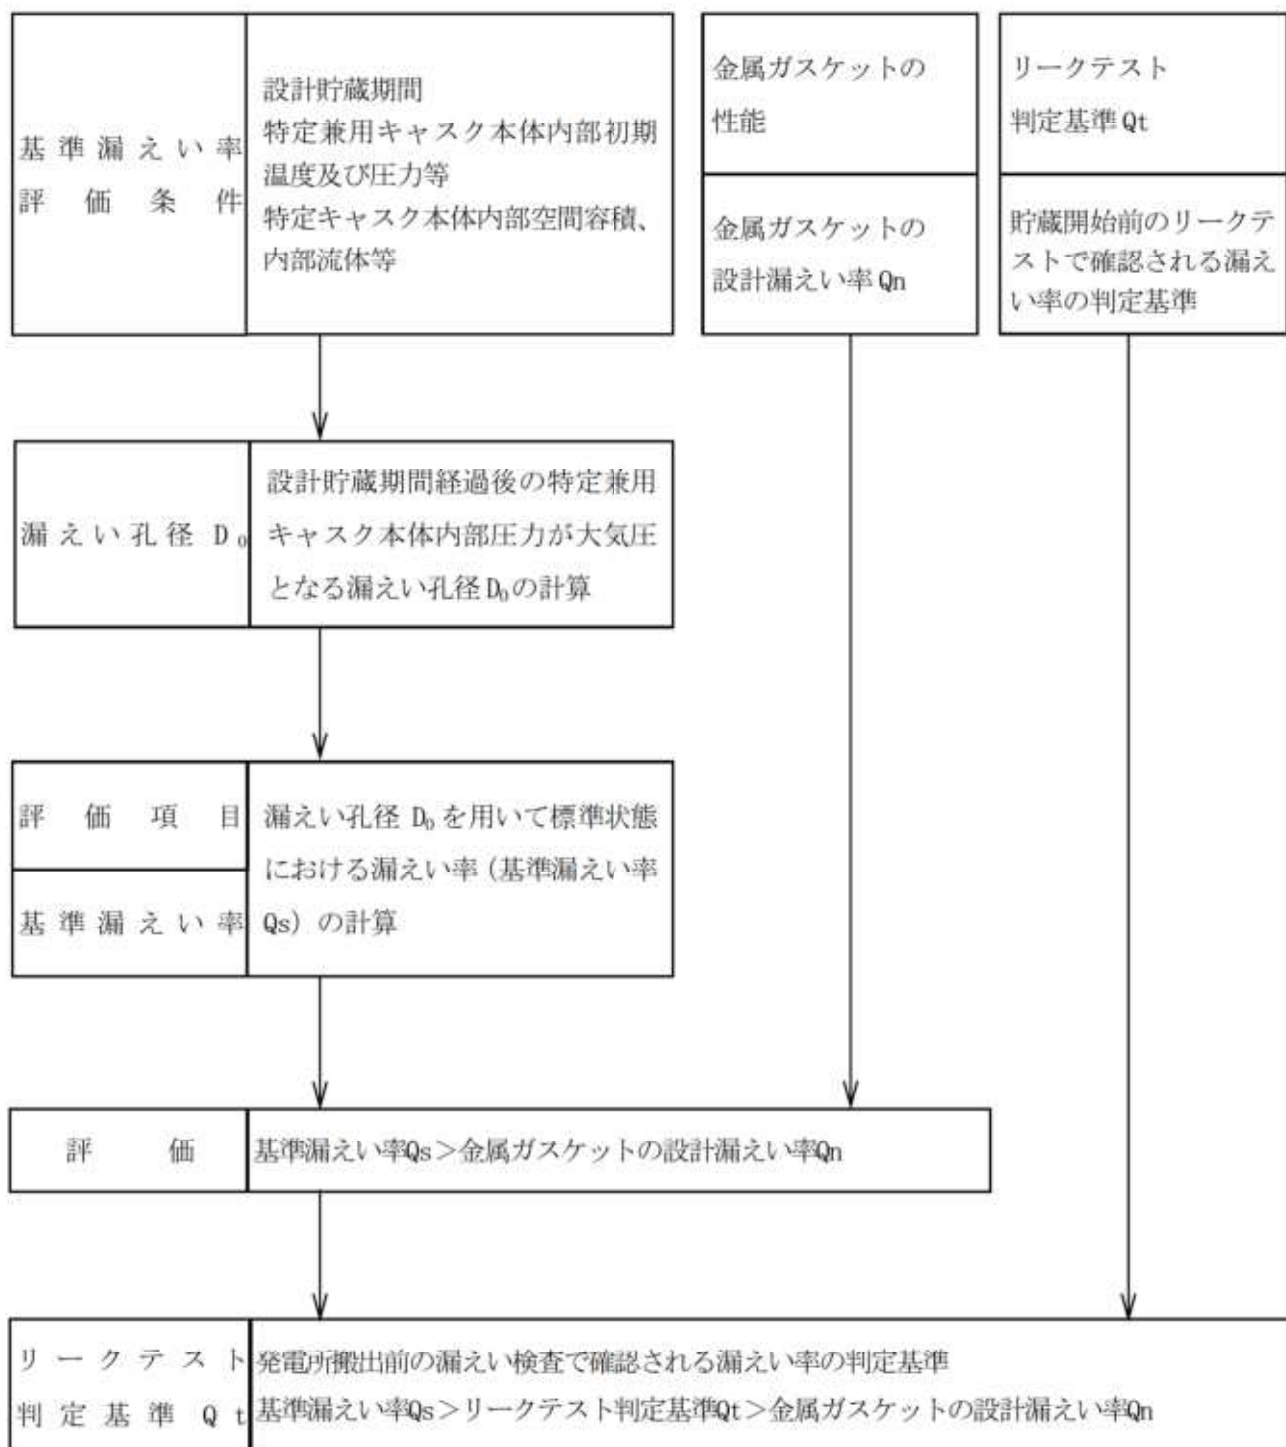 基準漏えい率
評価条件
設計貯蔵期間
特定兼用キャスク本体内部初期
温度及び圧力等
特定キャスク本体内部空間容積、
内部流体等
金属ガスケットの
性能
金属ガスケットの
設計漏えい率 Qn
リークテスト
判定基準 Qt
貯蔵開始前のリークテ
ストで確認される漏え
い率の判定基準
漏えい孔径 D₀
設計貯蔵期間経過後の特定兼用
キャスク本体内部圧力が大気圧
となる漏えい孔径 D₀の計算
評価項目
基準漏えい率
漏えい孔径 D₀を用いて標準状態
における漏えい率(基準漏えい率
Qs)の計算
評価
基準漏えい率Qs>金属ガスケットの設計漏えい率Qn
リークテスト
判定基準Qt
発電所搬出前の漏えい検査で確認される漏えい率の判定基準
基準漏えい率Qs>リークテスト判定基準Qt>金属ガスケットの設計漏えい率Qn